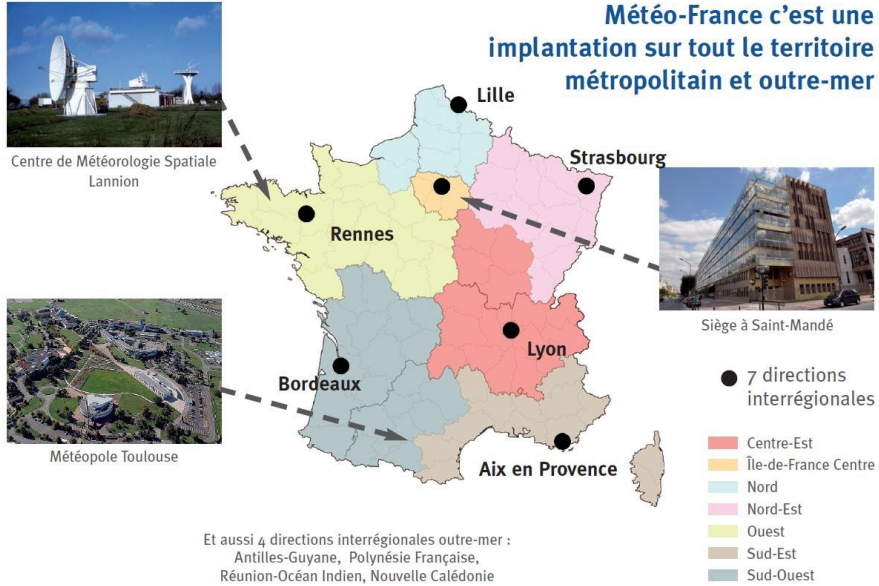 Météo-France c’est une
implantation sur tout le territoire
métropolitain et outre-mer
Centre de Météorologie Spatiale
Lannion
Lille
Strasbourg
Rennes
Siège à Saint-Mandé
Lyon
Bordeaux
Météopole Toulouse
Aix en Provence
7 directions
interrégionales
Centre-Est
Île-de-France Centre
Nord
Nord-Est
Ouest
Sud-Est
Sud-Ouest
Et aussi 4 directions interrégionales outre-mer :
Antilles-Guyane, Polynésie Française,
Réunion-Océan Indien, Nouvelle Calédonie